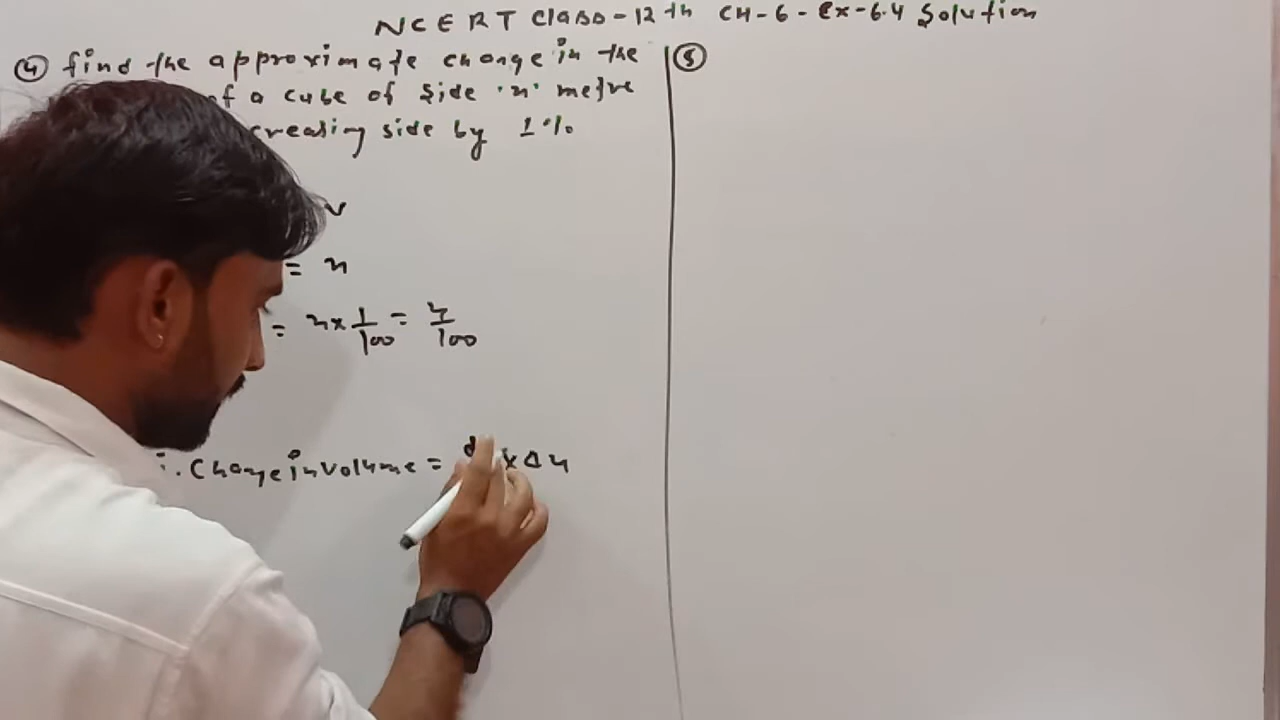 NCERT Class-12th CH-6-Ex-6.4 Solution
④ find the approximate change in the
of a cube of side 'x' metre
creasing side by 1%
V
= x
= x × 1/100 = x/100
∴ Change in Volume = d × Δx
⑤